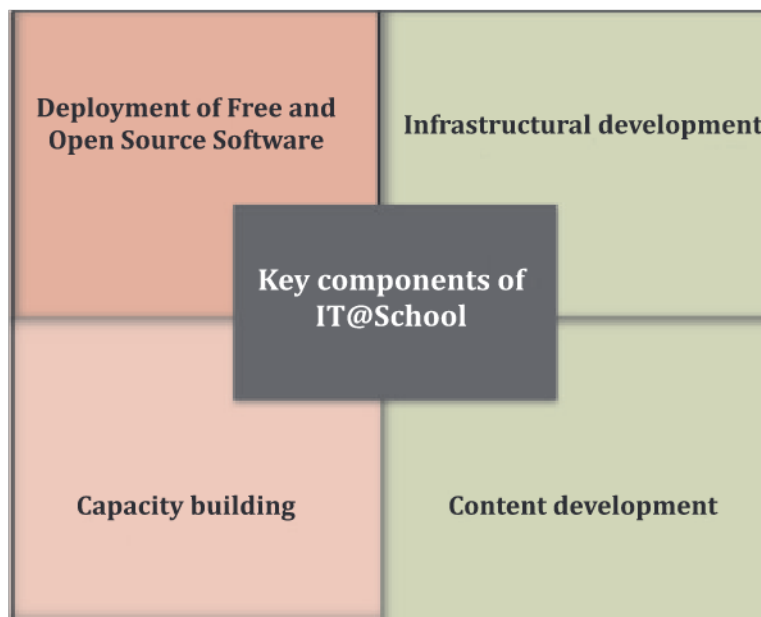 Deployment of Free and
Open Source Software
Infrastructural development
Key components of
IT@School
Capacity building
Content development